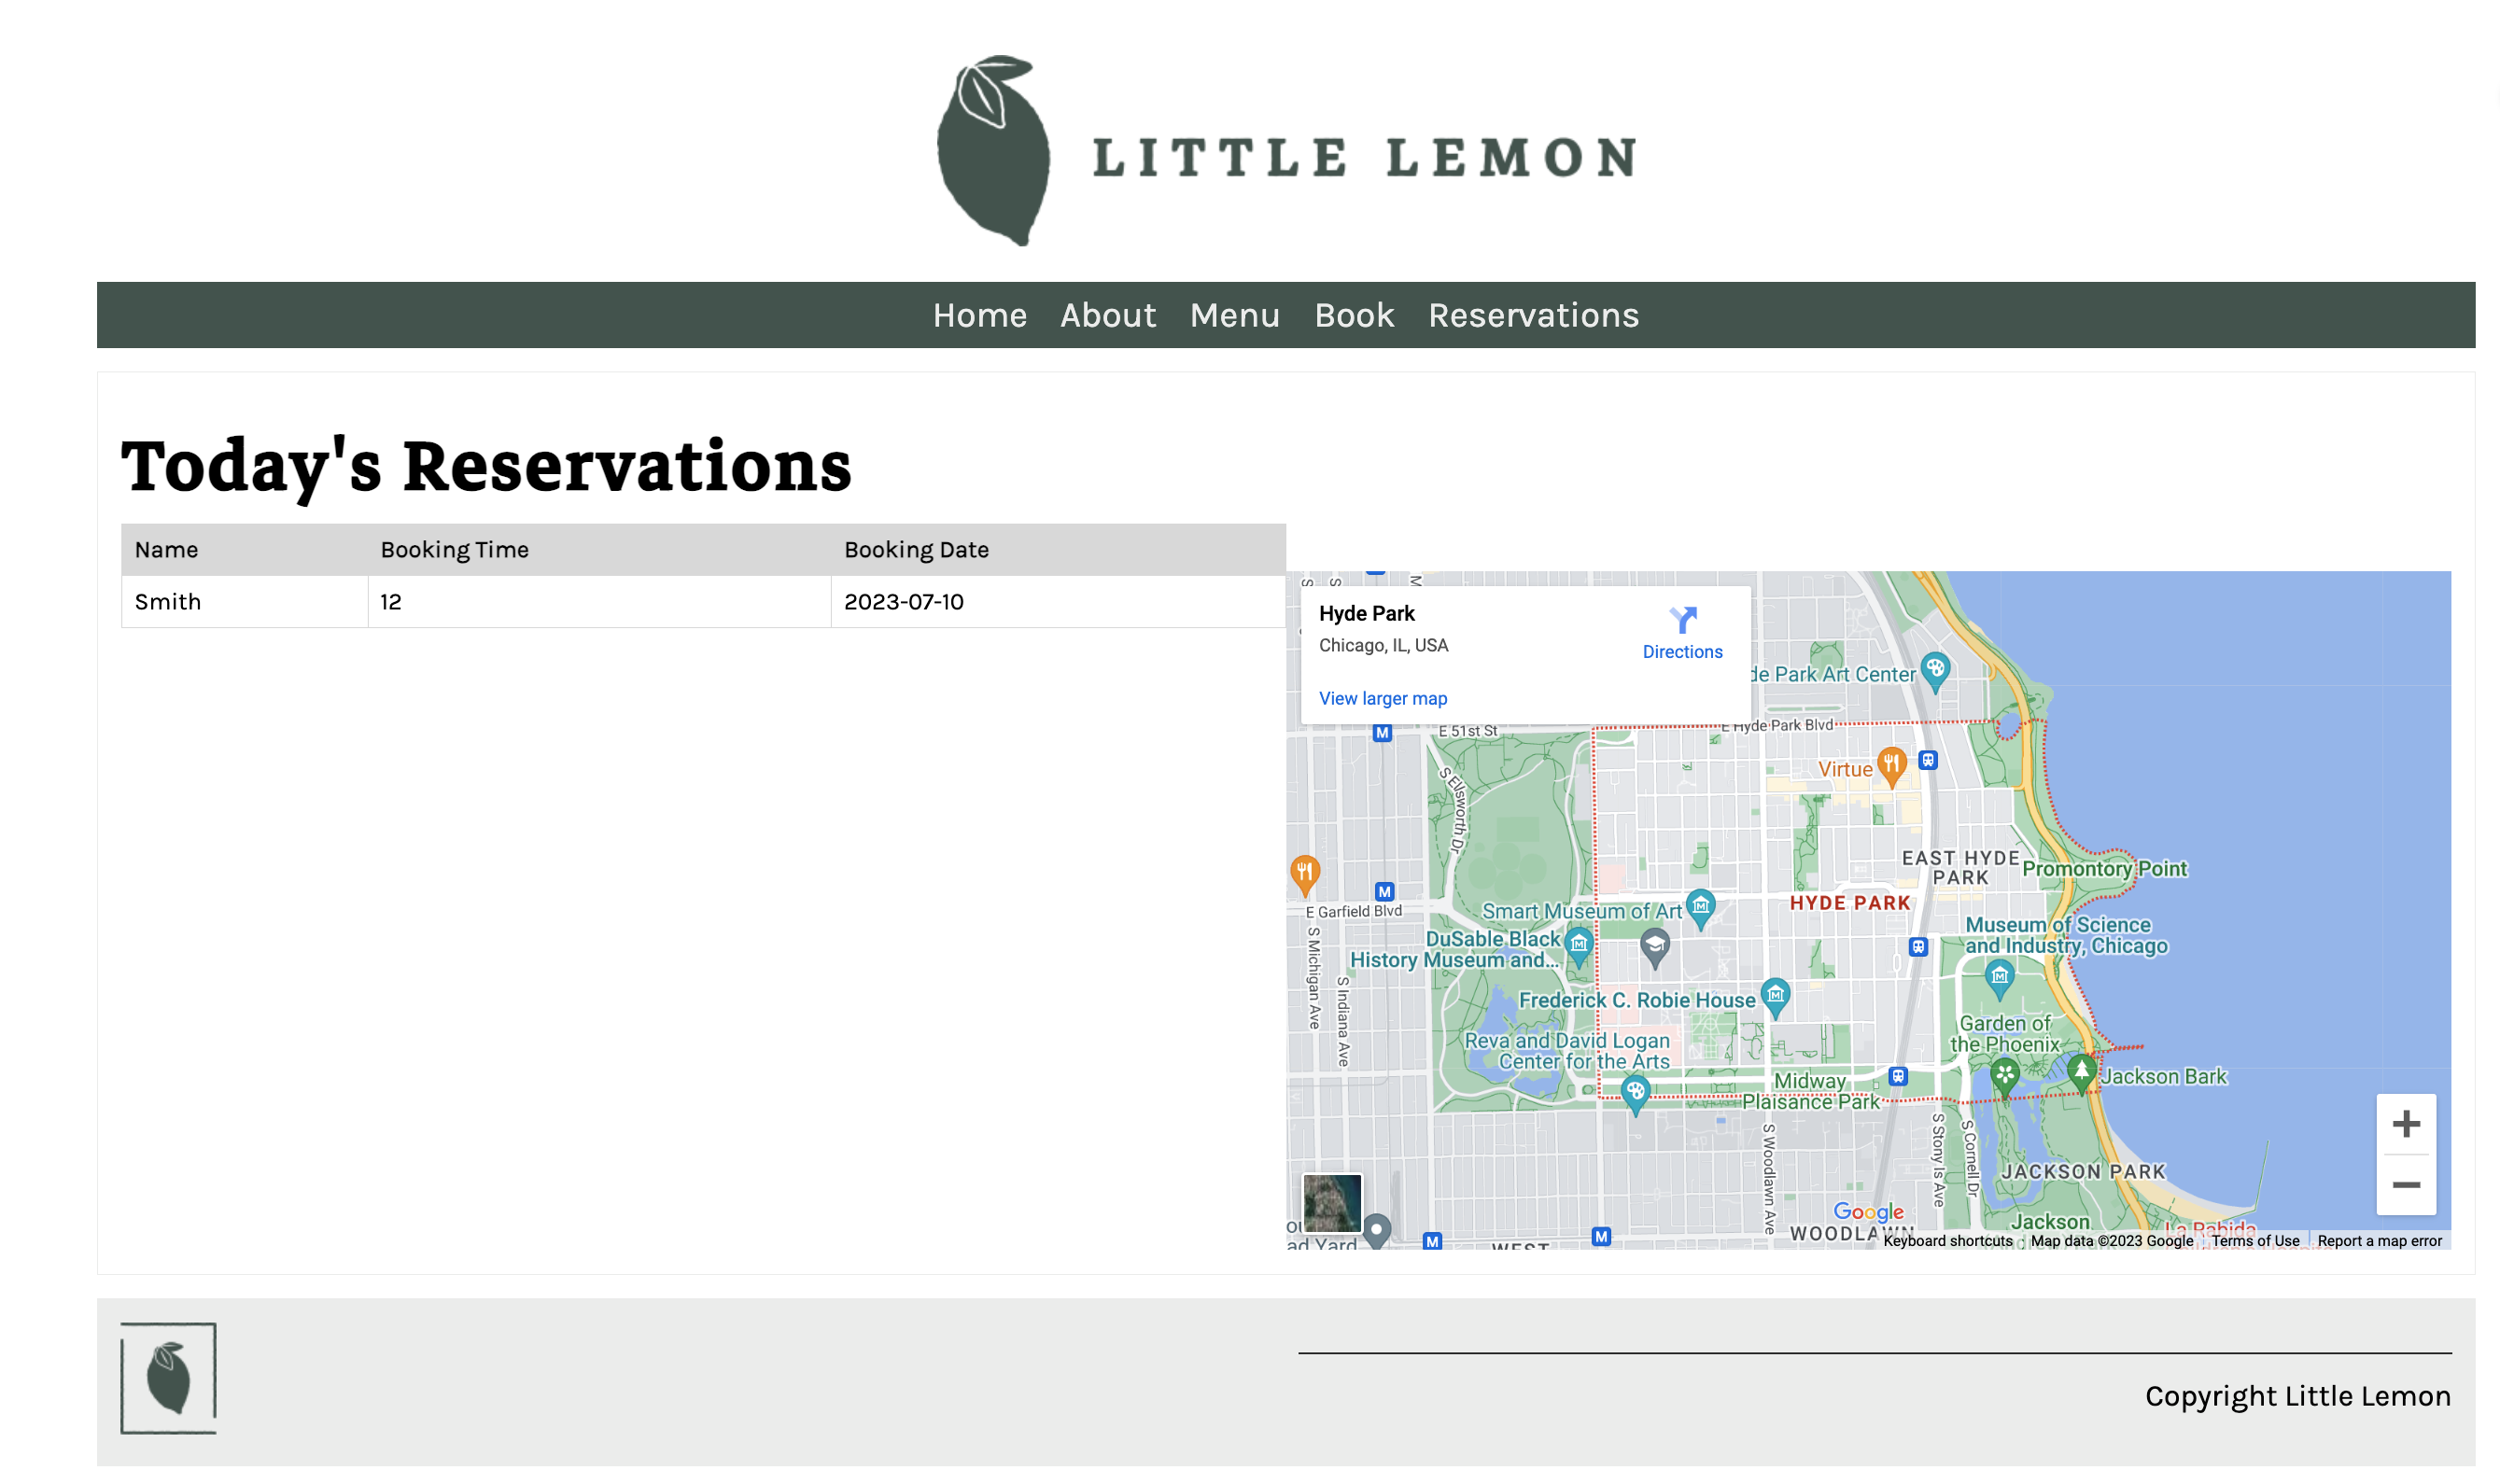 LITTLE LEMON
Home About Menu Book Reservations
Today's Reservations
Name Booking Time Booking Date
Smith 12 2023-07-10
Hyde Park
Chicago, IL, USA
Directions
View larger map
de Park Art Center
E 51st St
E Hyde Park Blvd
S Ellsworth Dr
Virtue
EAST HYDE
PARK
Promontory Point
HYDE PARK
E Garfield Blvd
Smart Museum of Art
DuSable Black
History Museum and...
Museum of Science
and Industry, Chicago
S Michigan Ave
S Indiana Ave
Frederick C. Robie House
Garden of
the Phoenix
Reva and David Logan
Center for the Arts
Midway
Plaisance Park
Jackson Bark
S Woodlawn Ave
S Stony Is Ave
S Cornell Dr
JACKSON PARK
Google
WOODLAWN
Jackson
La Rabida
ad Yard
WEST
Keyboard shortcuts Map data ©2023 Google Terms of Use Report a map error
Copyright Little Lemon